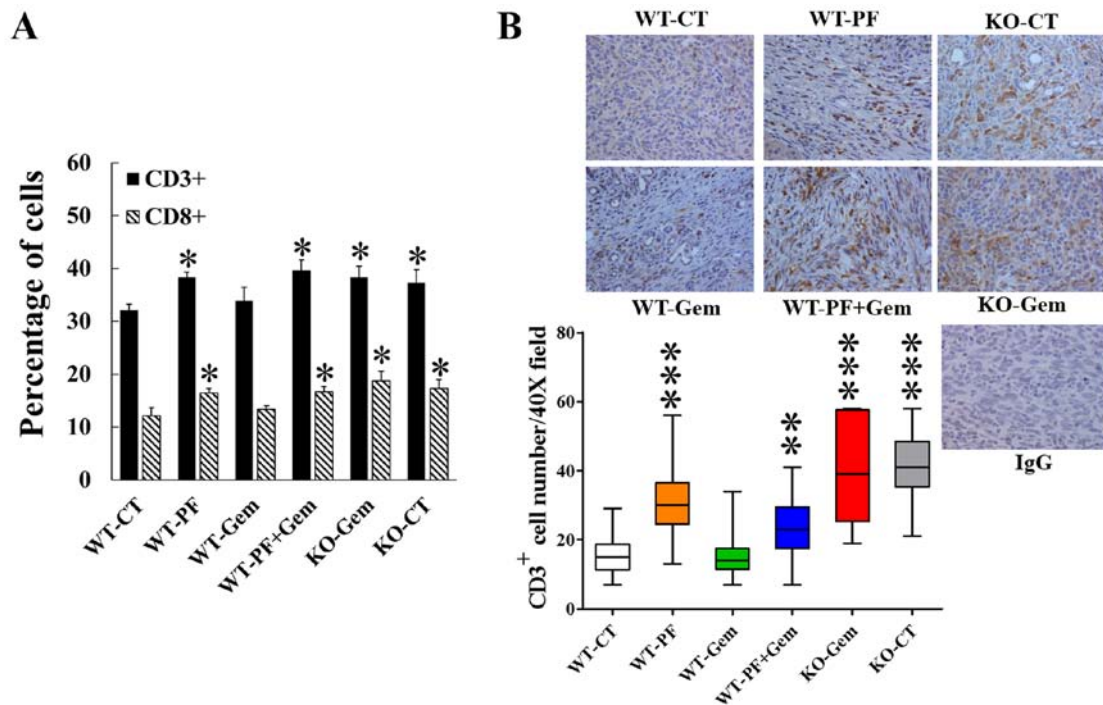 A
Percentage of cells
60
50
40
30
20
10
0
CD3+
CD8+
* * * *
* * * *
WT-CT
WT-PF
WT-Gem
WT-PF+Gem
KO-Gem
KO-CT
B
WT-CT WT-PF KO-CT
WT-Gem WT-PF+Gem KO-Gem
IgG
CD3+ cell number/40X field
80
60
40
20
0
*** ** *** ***
WT-CT
WT-PF
WT-Gem
WT-PF+Gem
KO-Gem
KO-CT